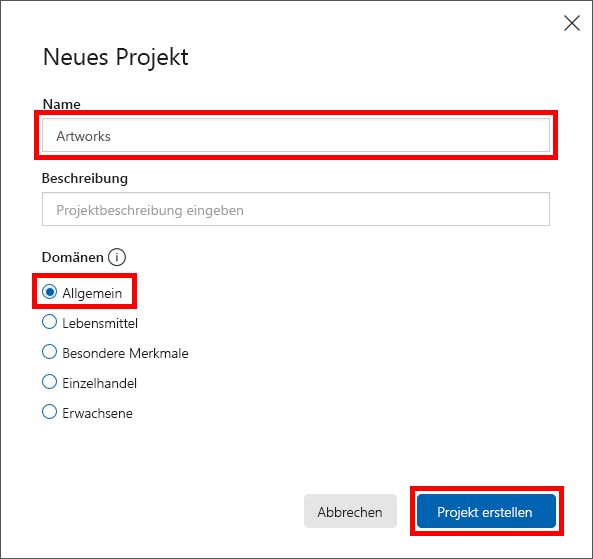 Neues Projekt
Name
Artworks
Beschreibung
Projektbeschreibung eingeben
Domänen i
Allgemein
Lebensmittel
Besondere Merkmale
Einzelhandel
Erwachsene
Abbrechen Projekt erstellen